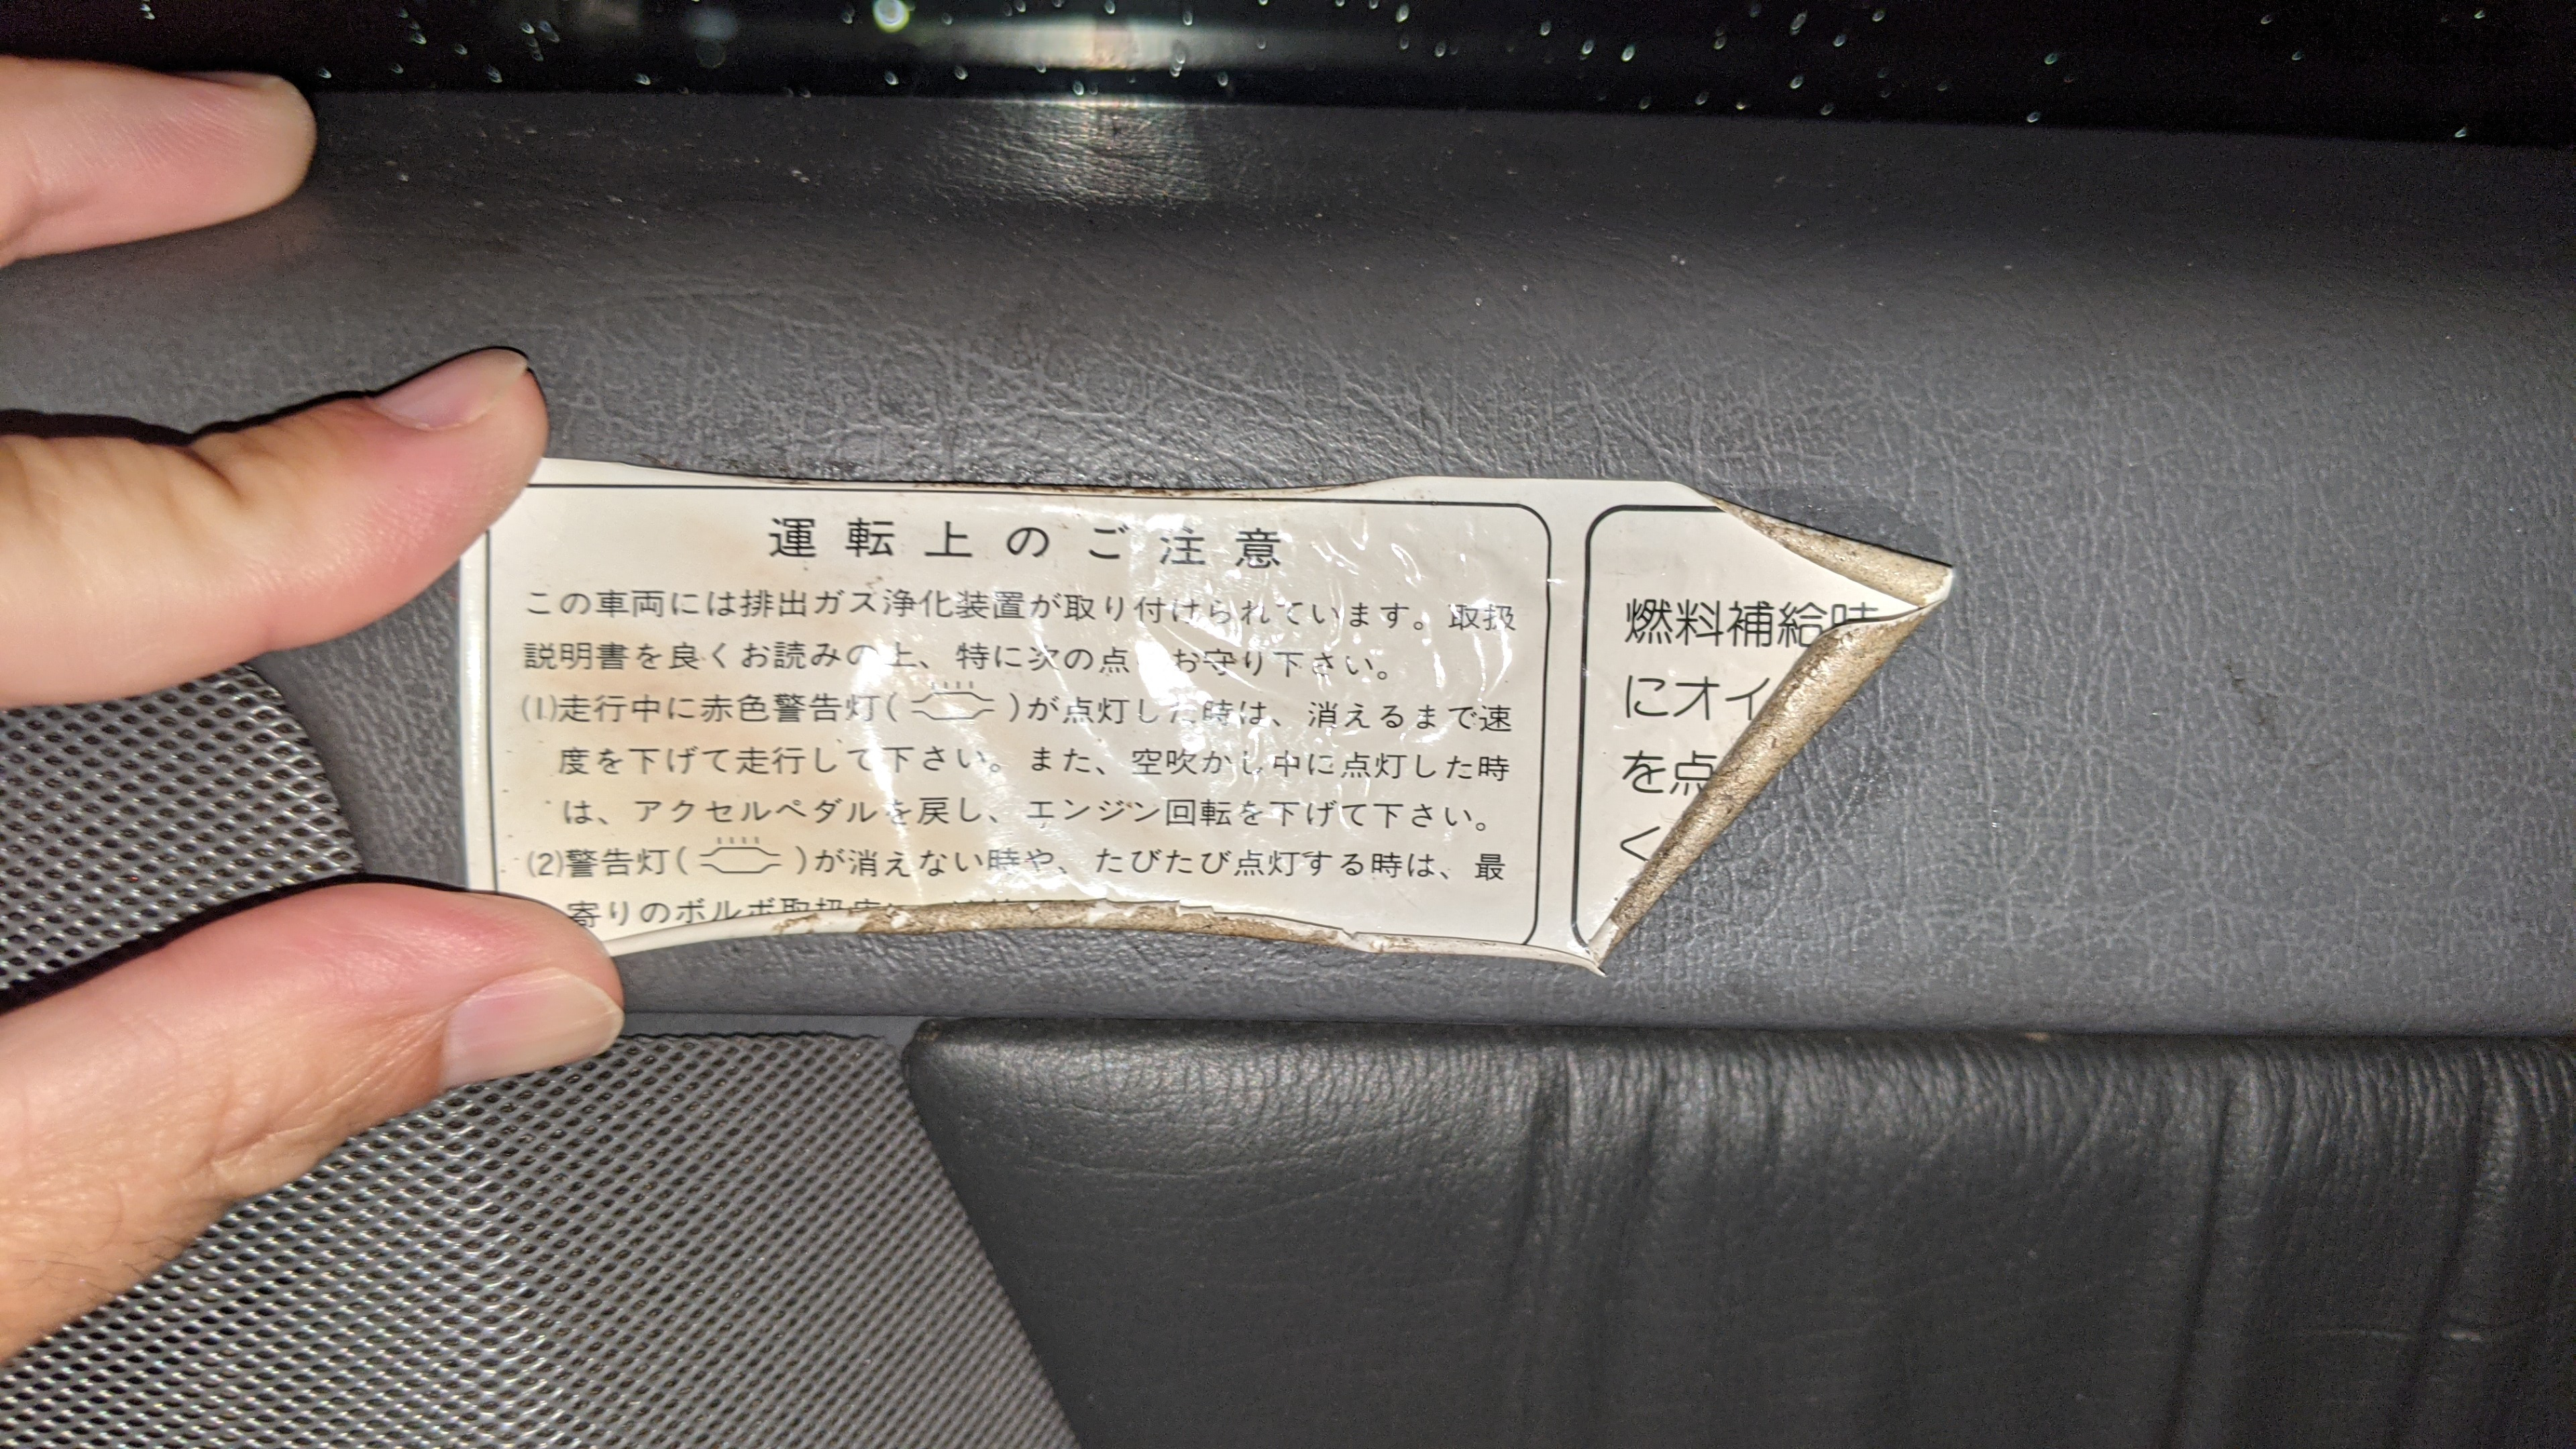 運転上のご注意
この車両には排出ガス浄化装置が取り付けられています。取扱
説明書を良くお読みの上、特に次の点 お守り下さい。
(1)走行中に赤色警告灯( )が点灯した時は、消えるまで速
度を下げて走行して下さい。また、空吹かし中に点灯した時
は、アクセルペダルを戻し、エンジン回転を下げて下さい。
(2)警告灯( )が消えない時や、たびたび点灯する時は、最
寄りのボルボ取扱
燃料補給時
にオイ
を点
く